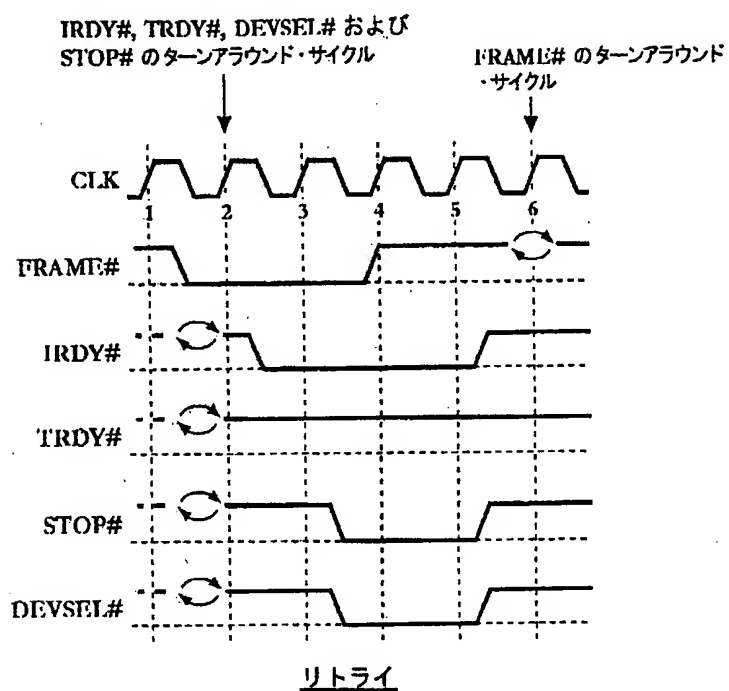 IRDY#, TRDY#, DEVSEL# および
STOP# のターンアラウンド・サイクル
FRAME# のターンアラウンド
・サイクル
CLK
1 2 3 4 5 6
FRAME#
IRDY#
TRDY#
STOP#
DEVSEL#
リトライ